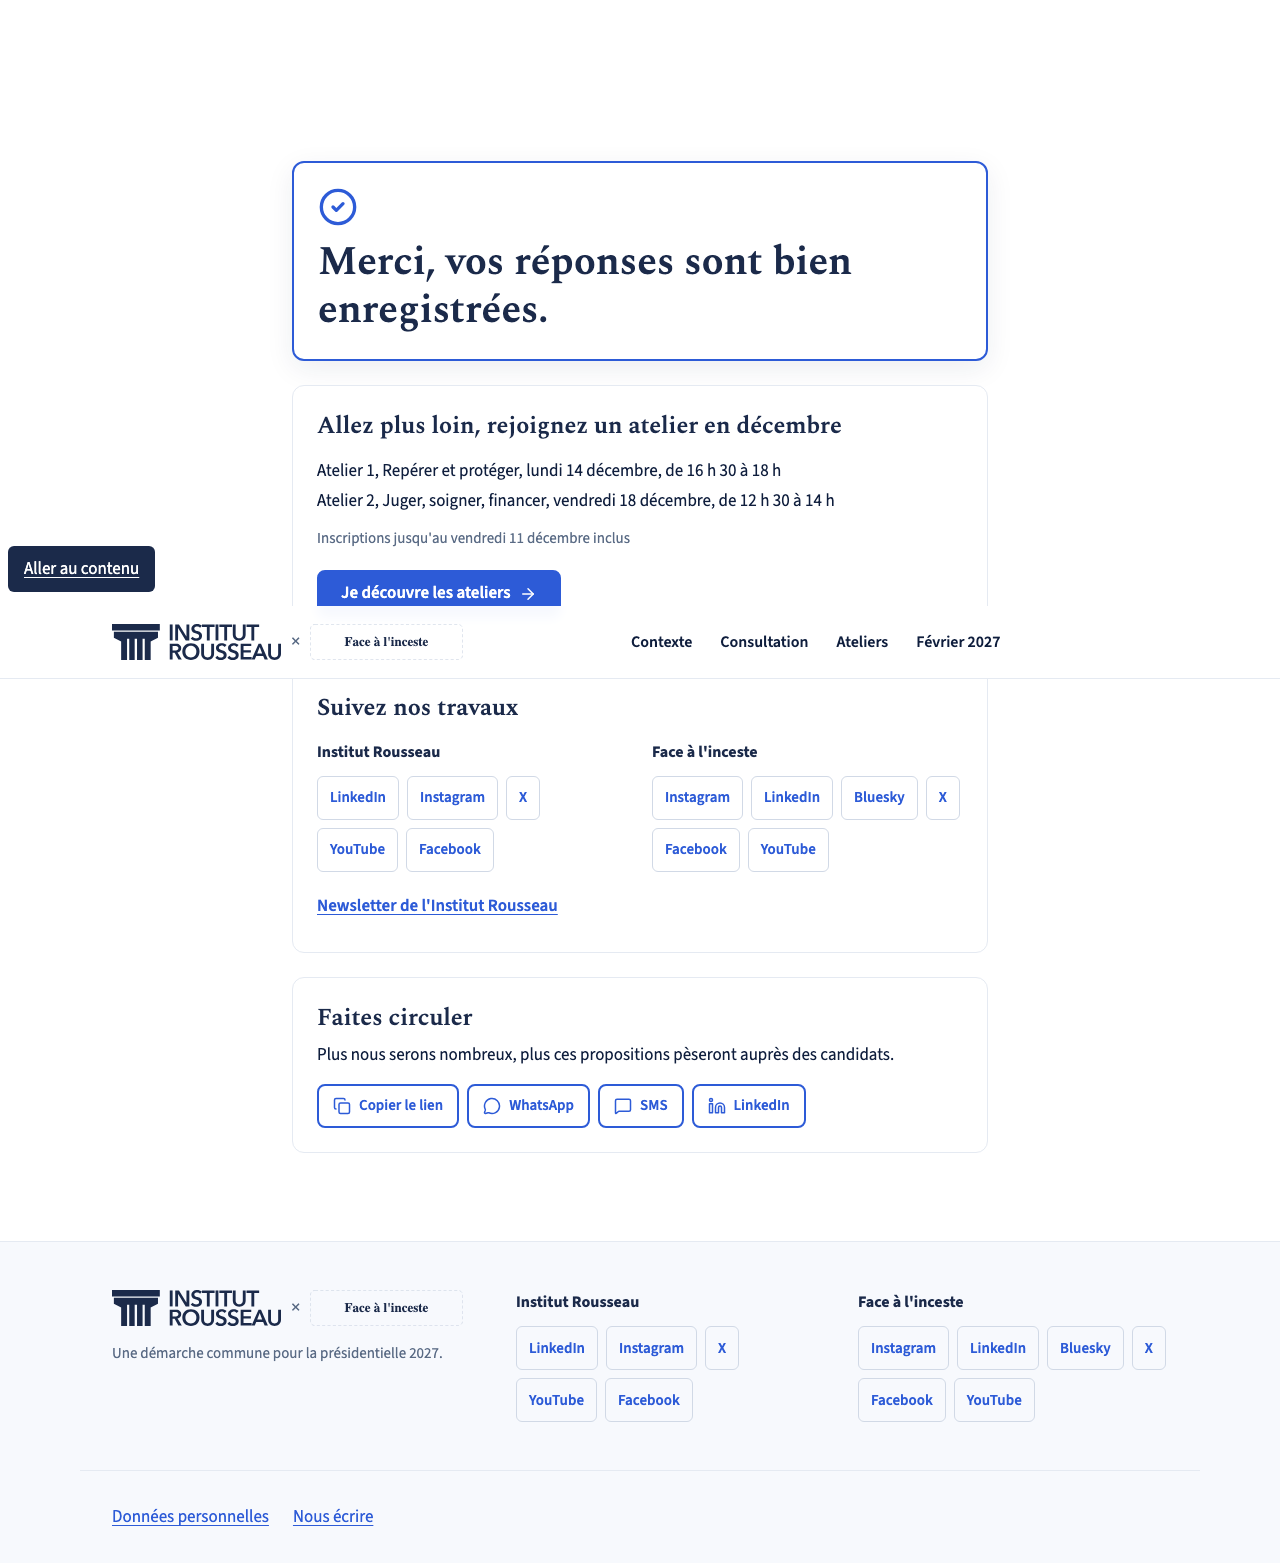 Merci, vos réponses sont bien
enregistrées.
Allez plus loin, rejoignez un atelier en décembre
Atelier 1, Repérer et protéger, lundi 14 décembre, de 16 h 30 à 18 h
Atelier 2, Juger, soigner, financer, vendredi 18 décembre, de 12 h 30 à 14 h
Inscriptions jusqu'au vendredi 11 décembre inclus
Aller au contenu
Je découvre les ateliers
INSTITUT
ROUSSEAU × Face à l'inceste
Contexte Consultation Ateliers Février 2027
Suivez nos travaux
Institut Rousseau
LinkedIn Instagram X
YouTube Facebook
Face à l'inceste
Instagram LinkedIn Bluesky X
Facebook YouTube
Newsletter de l'Institut Rousseau
Faites circuler
Plus nous serons nombreux, plus ces propositions pèseront auprès des candidats.
Copier le lien WhatsApp SMS LinkedIn
INSTITUT
ROUSSEAU × Face à l'inceste
Une démarche commune pour la présidentielle 2027.
Institut Rousseau
LinkedIn Instagram X
YouTube Facebook
Face à l'inceste
Instagram LinkedIn Bluesky X
Facebook YouTube
Données personnelles Nous écrire